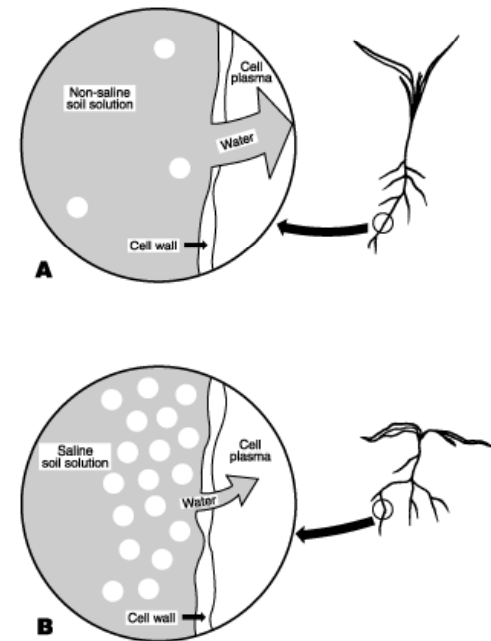 Non-saline
soil solution
Cell
plasma
Water
Cell wall
A
Saline
soil solution
Cell
plasma
Water
Cell wall
B